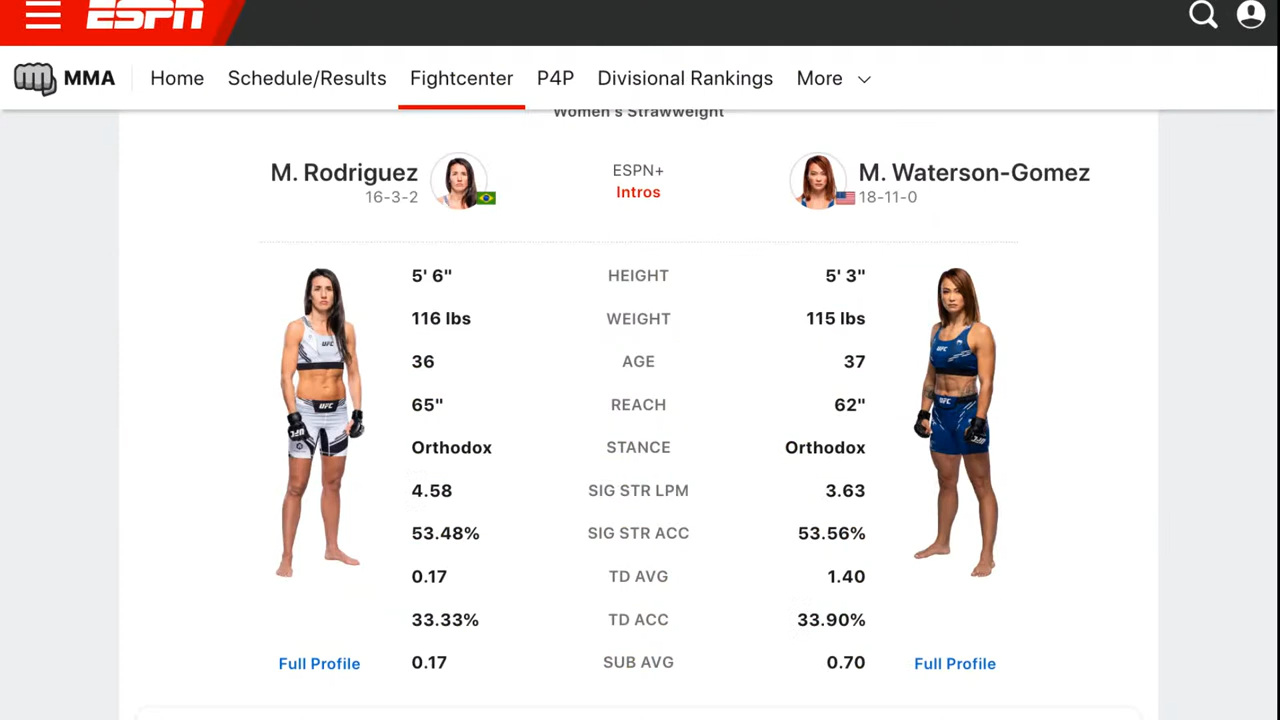 ESPN
MMA Home Schedule/Results Fightcenter P4P Divisional Rankings More
Women's Strawweight
M. Rodriguez ESPN+ M. Waterson-Gomez
16-3-2 Intros 18-11-0
5' 6" HEIGHT 5' 3"
116 lbs WEIGHT 115 lbs
36 AGE 37
65" REACH 62"
Orthodox STANCE Orthodox
4.58 SIG STR LPM 3.63
53.48% SIG STR ACC 53.56%
0.17 TD AVG 1.40
33.33% TD ACC 33.90%
Full Profile 0.17 SUB AVG 0.70 Full Profile
UFC
UFC
UFC
UFC